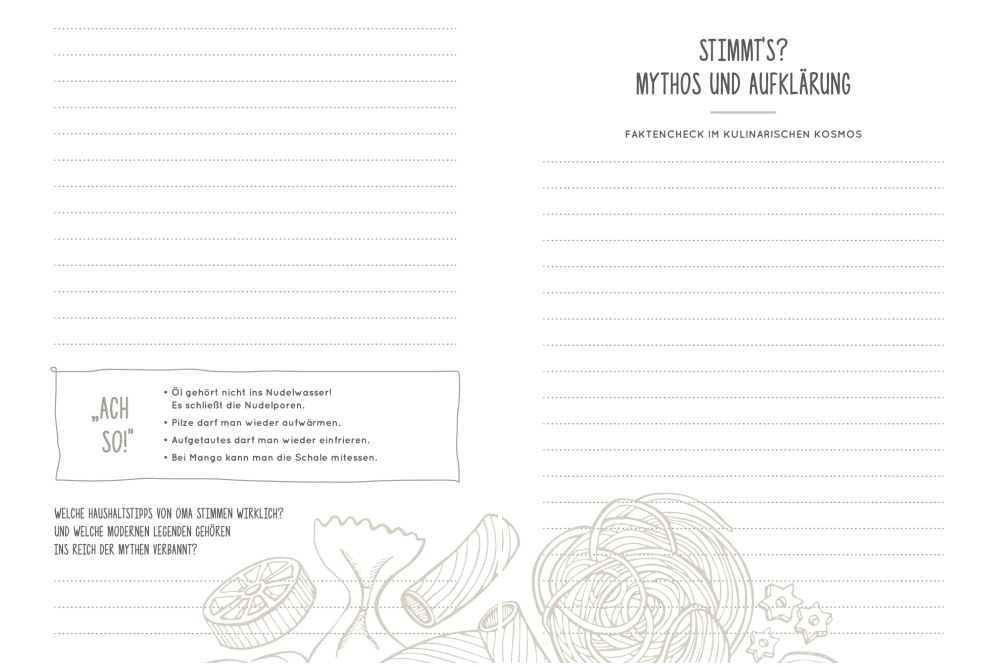 „ACH
SO!"
• Öl gehört nicht ins Nudelwasser!
Es schließt die Nudelporen.
• Pilze darf man wieder aufwärmen.
• Aufgetautes darf man wieder einfrieren.
• Bei Mango kann man die Schale mitessen.
WELCHE HAUSHALTSTIPPS VON OMA STIMMEN WIRKLICH?
UND WELCHE MODERNEN LEGENDEN GEHÖREN
INS REICH DER MYTHEN VERBANNT?
STIMMT'S?
MYTHOS UND AUFKLÄRUNG
FAKTENCHECK IM KULINARISCHEN KOSMOS